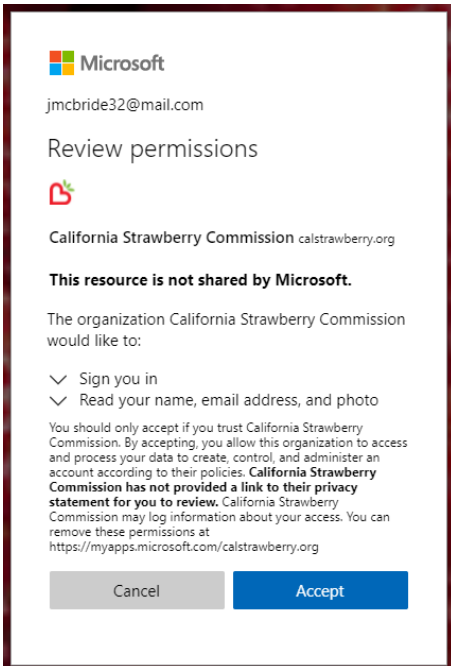 Microsoft
jmcbride32@mail.com
Review permissions
California Strawberry Commission calstrawberry.org
This resource is not shared by Microsoft.
The organization California Strawberry Commission
would like to:
Sign you in
Read your name, email address, and photo
You should only accept if you trust California Strawberry
Commission. By accepting, you allow this organization to access
and process your data to create, control, and administer an
account according to their policies. California Strawberry
Commission has not provided a link to their privacy
statement for you to review. California Strawberry
Commission may log information about your access. You can
remove these permissions at
https://myapps.microsoft.com/calstrawberry.org
Cancel Accept